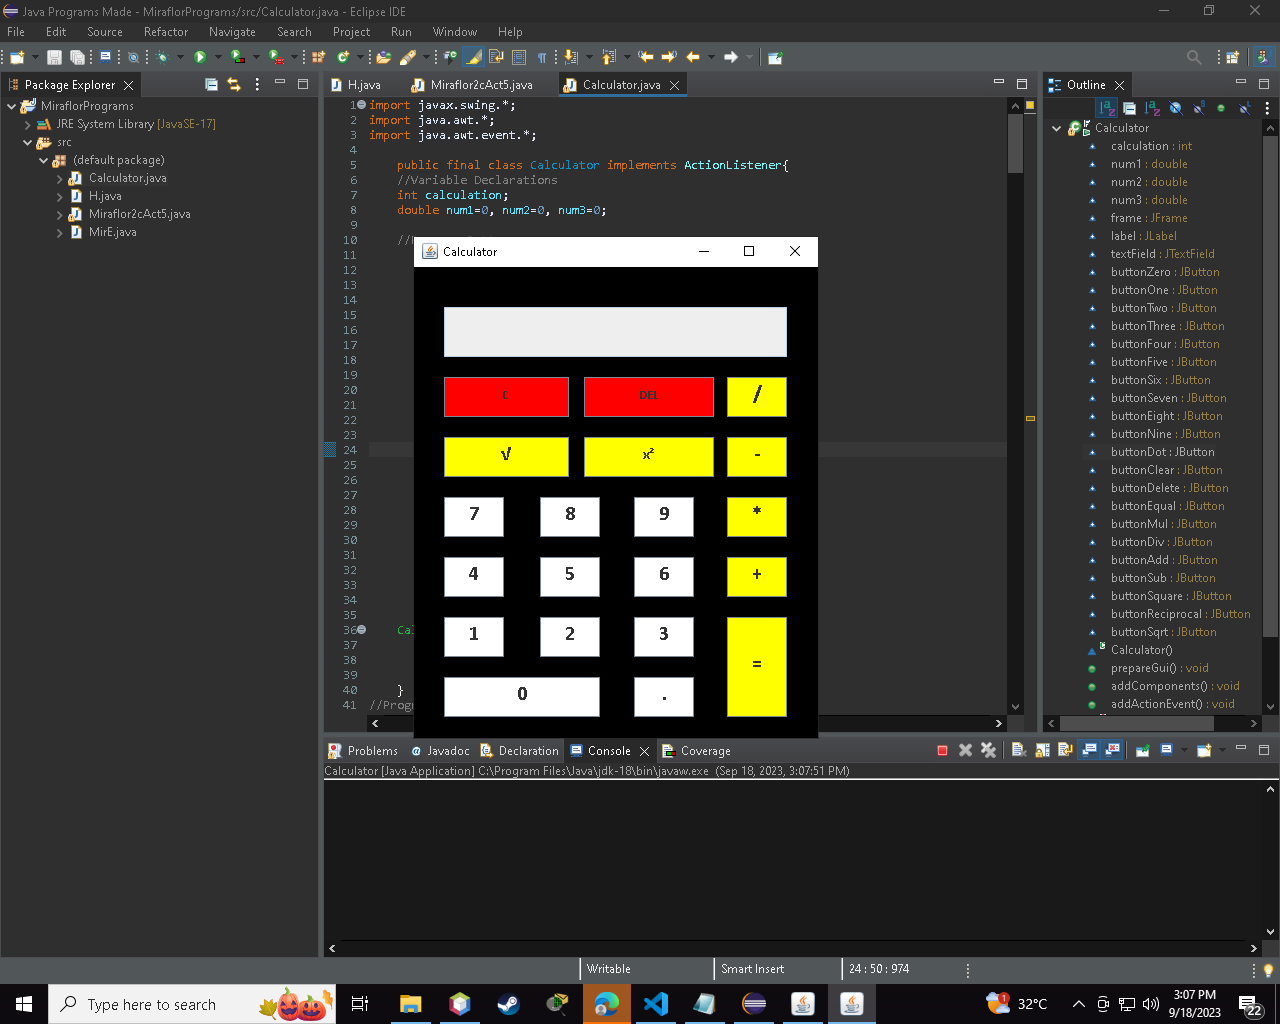 Java Programs Made - MiraflorPrograms/src/Calculator.java - Eclipse IDE
File Edit Source Refactor Navigate Search Project Run Window Help
Package Explorer
H.java Miraflor2cAct5.java Calculator.java
Outline
MiraflorPrograms
JRE System Library [JavaSE-17]
src
(default package)
Calculator.java
H.java
Miraflor2cAct5.java
MirE.java
1 import javax.swing.*;
2 import java.awt.*;
3 import java.awt.event.*;
4
5 public final class Calculator implements ActionListener{
6 //Variable Declarations
7 int calculation;
8 double num1=0, num2=0, num3=0;
9
10 //
11
12
13
14
15
16
17
18
19
20
21
22
23
24
25
26
27
28
29
30
31
32
33
34
35
36 Cal
37
38
39
40 }
41 //Progr
Calculator
C DEL /
√ x² -
7 8 9 *
4 5 6 +
1 2 3 =
0 .
Calculator
calculation : int
num1 : double
num2 : double
num3 : double
frame : JFrame
label : JLabel
textField : JTextField
buttonZero : JButton
buttonOne : JButton
buttonTwo : JButton
buttonThree : JButton
buttonFour : JButton
buttonFive : JButton
buttonSix : JButton
buttonSeven : JButton
buttonEight : JButton
buttonNine : JButton
buttonDot : JButton
buttonClear : JButton
buttonDelete : JButton
buttonEqual : JButton
buttonMul : JButton
buttonDiv : JButton
buttonAdd : JButton
buttonSub : JButton
buttonSquare : JButton
buttonReciprocal : JButton
buttonSqrt : JButton
Calculator()
prepareGui() : void
addComponents() : void
addActionEvent() : void
Problems Javadoc Declaration Console Coverage
Calculator [Java Application] C:\Program Files\Java\jdk-18\bin\javaw.exe (Sep 18, 2023, 3:07:51 PM)
Writable Smart Insert 24 : 50 : 974
Type here to search
1 32°C
3:07 PM
9/18/2023
22